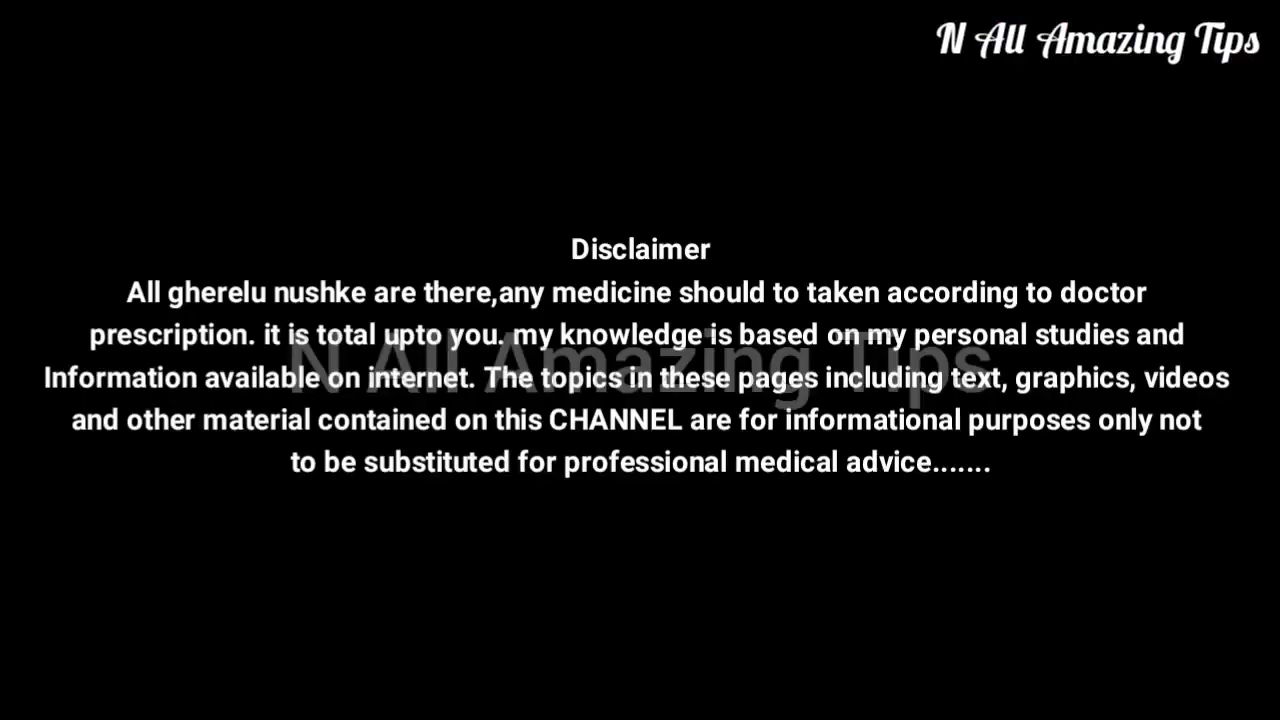 N All Amazing Tips
Disclaimer
All gherelu nushke are there,any medicine should to taken according to doctor
prescription. it is total upto you. my knowledge is based on my personal studies and
N All Amazing Tips
Information available on internet. The topics in these pages including text, graphics, videos
and other material contained on this CHANNEL are for informational purposes only not
to be substituted for professional medical advice.......